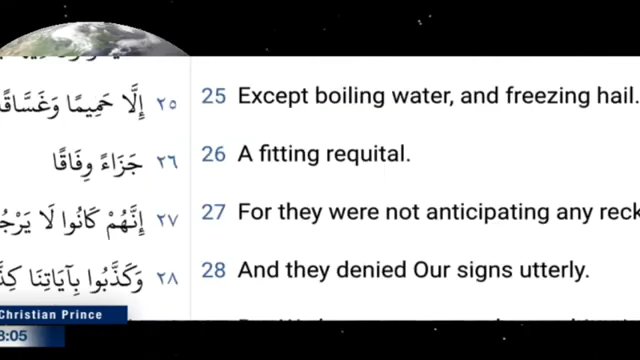 ٢٥ إِلَّا حَمِيمًا وَغَسَّاقًا
25 Except boiling water, and freezing hail.
٢٦ جَزَاءً وِفَاقًا
26 A fitting requital.
٢٧ إِنَّهُمْ كَانُوا لَا
27 For they were not anticipating any
٢٨ وَكَذَّبُوا بِآيَاتِنَا
28 And they denied Our signs utterly.
Christian Prince
8:05